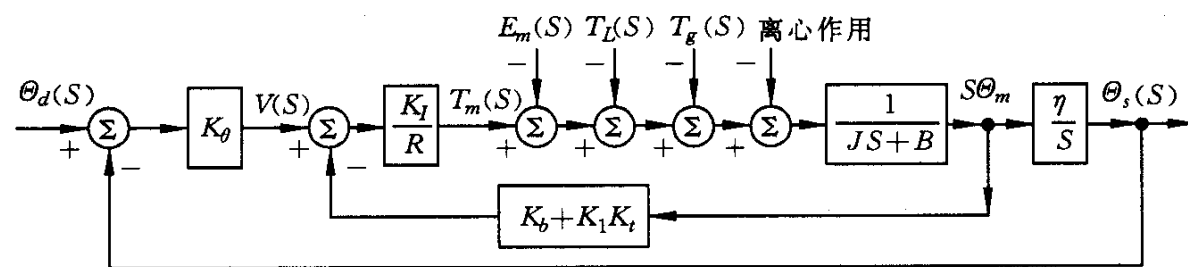 E_m(S) T_L(S) T_g(S) 离心作用
− − − −
Θ_d(S) K_θ V(S) K_I/R T_m(S) 1/(JS+B) SΘ_m η/S Θ_s(S)
Σ Σ Σ Σ Σ Σ
+ + + + + +
− −
K_b+K_1K_t
−